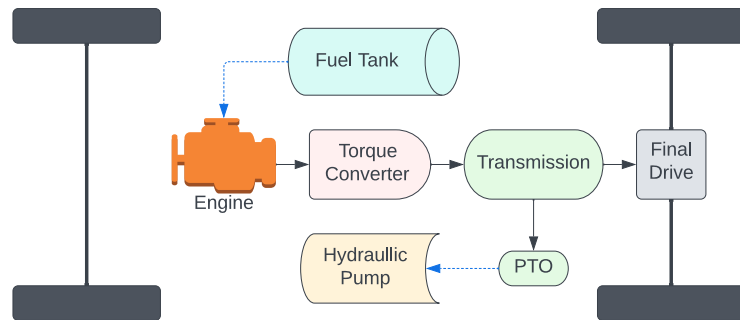 Fuel Tank
Engine
Torque
Converter
Transmission
Final
Drive
Hydraullic
Pump
PTO